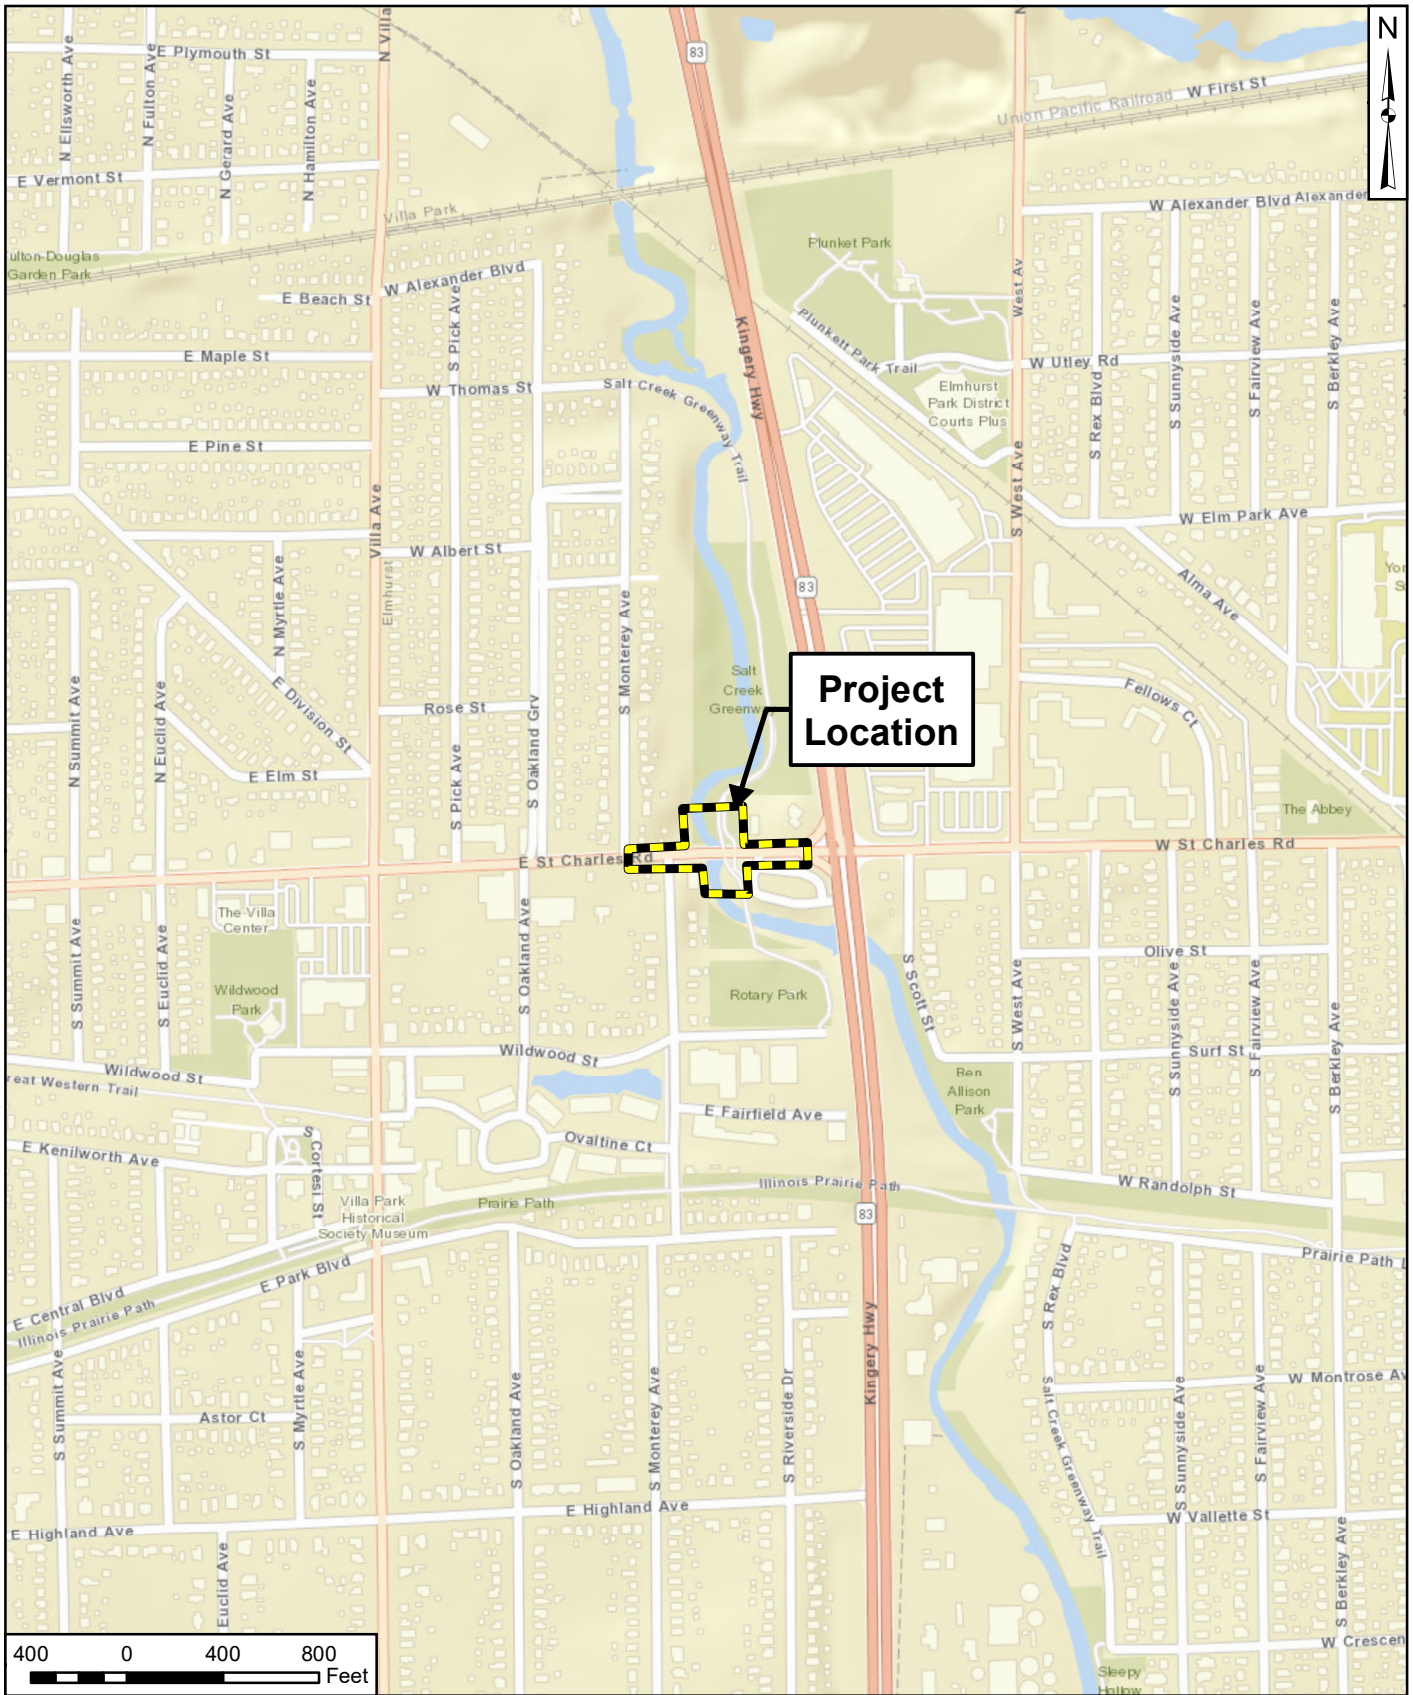 N Villa
83
N
E Plymouth St
N Ellsworth Ave
N Fulton Ave
N Gerard Ave
N Hamilton Ave
Union Pacific Railroad
W First St
E Vermont St
Villa Park
W Alexander Blvd
Alexander
ulton-Douglas
Garden Park
Plunket Park
West Av
E Beach St
W Alexander Blvd
S Pick Ave
Kingery Hwy
Plunkett Park Trail
E Maple St
W Utley Rd
S Rex Blvd
S Sunnyside Ave
S Fairview Ave
S Berkley Ave
W Thomas St
Salt Creek Greenway Trail
Elmhurst
Park District
Courts Plus
E Pine St
S West Ave
Villa Ave
W Elm Park Ave
W Albert St
Elmhurst
N Myrtle Ave
83
Alma Ave
Yor
S
S Monterey Ave
N Summit Ave
N Euclid Ave
E Division St
Rose St
S Oakland Grv
S Pick Ave
Salt
Creek
Greenw
Project
Location
Fellows Ct
E Elm St
The Abbey
E St Charles Rd
W St Charles Rd
The Villa
Center
S Summit Ave
S Euclid Ave
S Oakland Ave
Wildwood
Park
Rotary Park
S Scott St
S West Ave
Olive St
S Sunnyside Ave
S Fairview Ave
S Berkley Ave
Wildwood St
Wildwood St
Surf St
reat Western Trail
Ben
Allison
Park
E Fairfield Ave
E Kenilworth Ave
S Cortesi St
Ovaltine Ct
Illinois Prairie Path
W Randolph St
Prairie Path
Villa Park
Historical
Society Museum
83
Prairie Path L
E Central Blvd
Illinois Prairie Path
E Park Blvd
S Rex Blvd
Kingery Hwy
S Summit Ave
S Myrtle Ave
Astor Ct
S Oakland Ave
S Monterey Ave
S Riverside Dr
W Montrose Av
Salt Creek Greenway Trail
S Sunnyside Ave
S Fairview Ave
E Highland Ave
E Highland Ave
W Vallette St
Euclid Ave
S Berkley Ave
W Crescen
Sleepy
Hollow
400 0 400 800
Feet